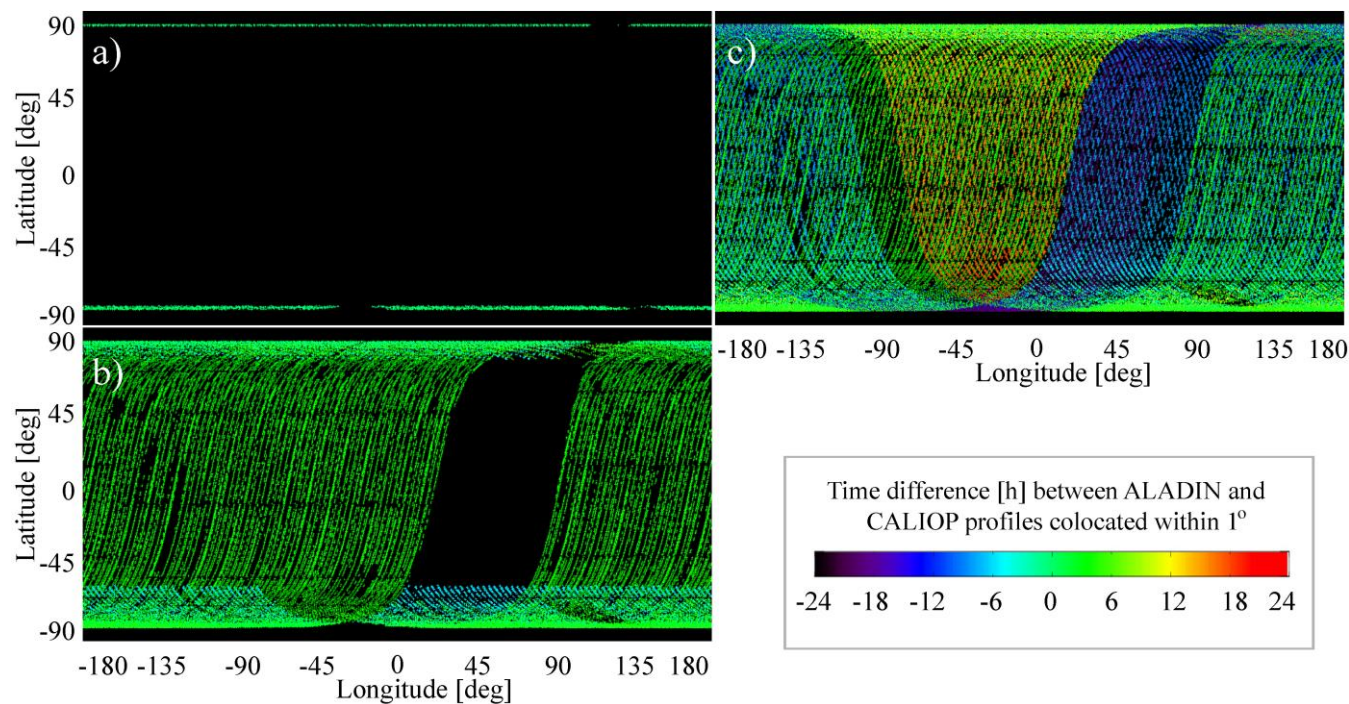 90
45
0
-45
-90
Latitude [deg]
a)
90
45
0
-45
-90
Latitude [deg]
b)
-180 -135 -90 -45 0 45 90 135 180
Longitude [deg]
c)
-180 -135 -90 -45 0 45 90 135 180
Longitude [deg]
Time difference [h] between ALADIN and
CALIOP profiles colocated within 1°
-24 -18 -12 -6 0 6 12 18 24